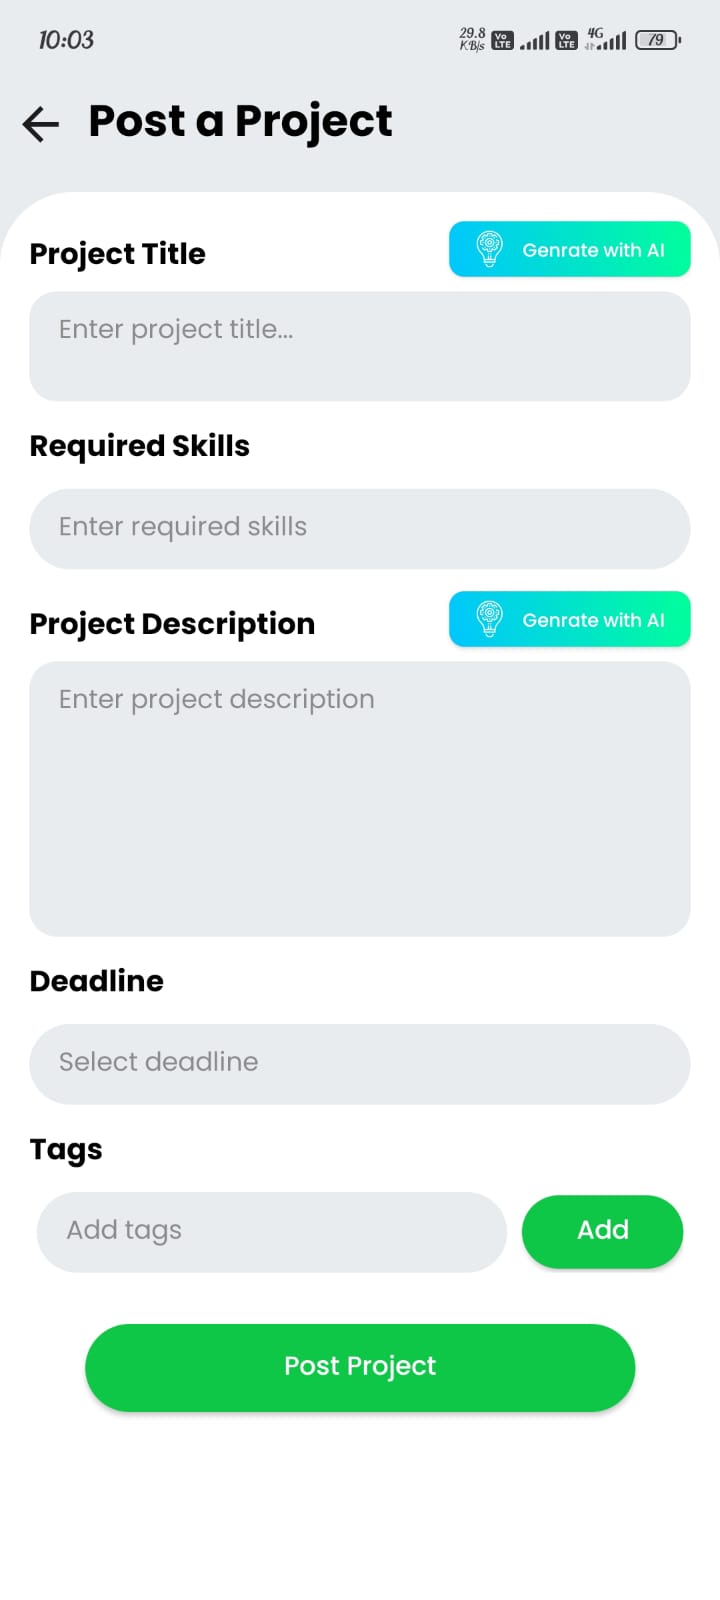 10:03
29.8 KB/s Vo LTE Vo LTE 4G 79
Post a Project
Project Title
Genrate with AI
Enter project title...
Required Skills
Enter required skills
Project Description
Genrate with AI
Enter project description
Deadline
Select deadline
Tags
Add tags
Add
Post Project